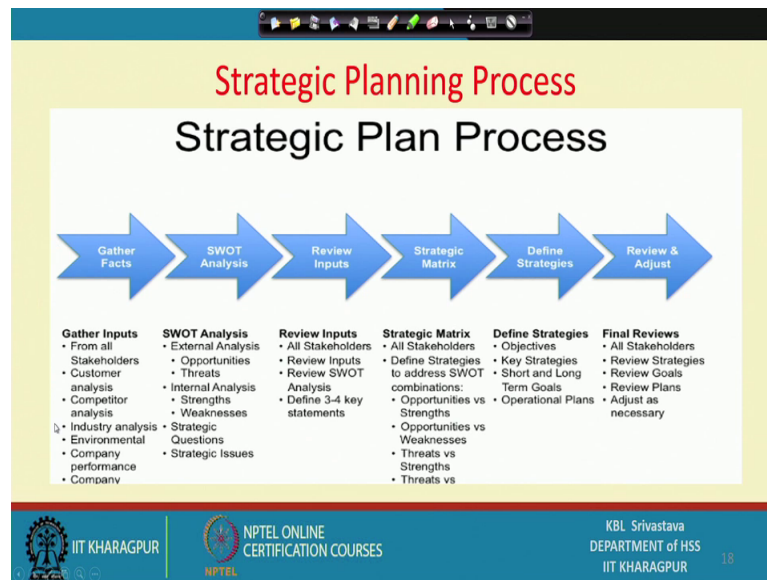 Strategic Planning Process
Strategic Plan Process
Gather
Facts
SWOT
Analysis
Review
Inputs
Strategic
Matrix
Define
Strategies
Review &
Adjust
Gather Inputs
• From all
Stakeholders
• Customer
analysis
• Competitor
analysis
• Industry analysis
• Environmental
• Company
performance
• Company
SWOT Analysis
• External Analysis
• Opportunities
• Threats
• Internal Analysis
• Strengths
• Weaknesses
• Strategic
Questions
• Strategic Issues
Review Inputs
• All Stakeholders
• Review Inputs
• Review SWOT
Analysis
• Define 3-4 key
statements
Strategic Matrix
• All Stakeholders
• Define Strategies
to address SWOT
combinations:
• Opportunities vs
Strengths
• Opportunities vs
Weaknesses
• Threats vs
Strengths
• Threats vs
Define Strategies
• Objectives
• Key Strategies
• Short and Long
Term Goals
• Operational Plans
Final Reviews
• All Stakeholders
• Review Strategies
• Review Goals
• Review Plans
• Adjust as
necessary
IIT KHARAGPUR
NPTEL
NPTEL ONLINE
CERTIFICATION COURSES
KBL Srivastava
DEPARTMENT of HSS
IIT KHARAGPUR
18